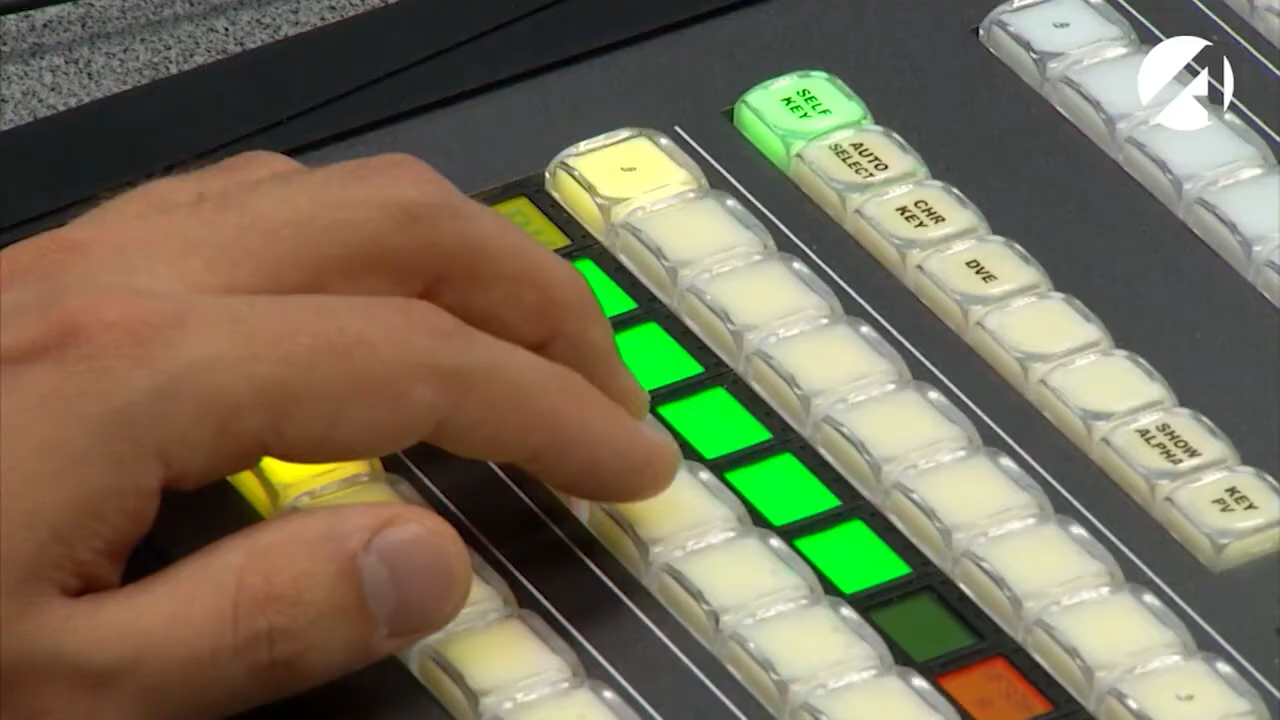 SELF
KEY
AUTO
SELECT
CHR
KEY
DVE
SHOW
ALPHA
KEY
PV